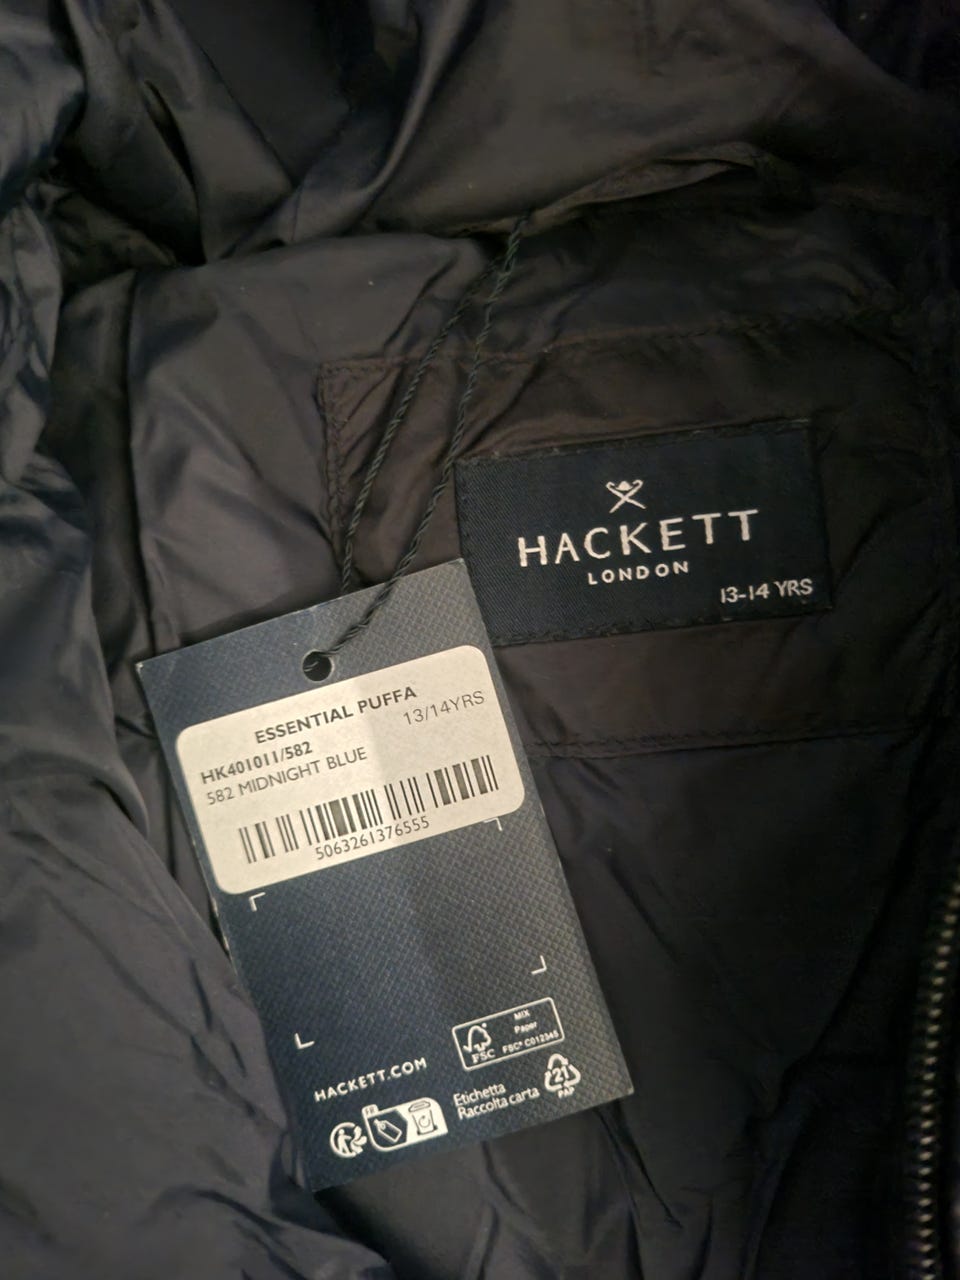 HACKETT
LONDON
13-14 YRS
ESSENTIAL PUFFA
13/14YRS
HK401011/582
582 MIDNIGHT BLUE
5063261376555
MIX
Paper
FSC
FSC® C012345
HACKETT.COM
FR
Etichetta
Raccolta carta
21
PAP